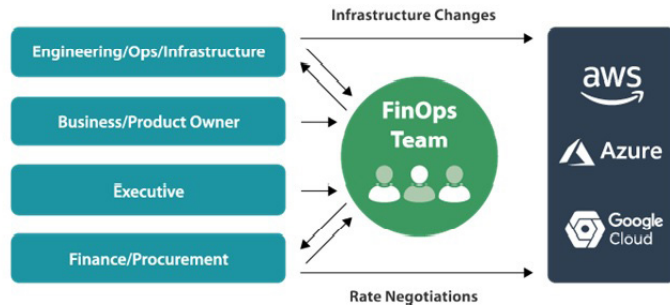 Infrastructure Changes
Engineering/Ops/Infrastructure
Business/Product Owner
Executive
Finance/Procurement
FinOps
Team
aws
Azure
Google
Cloud
Rate Negotiations